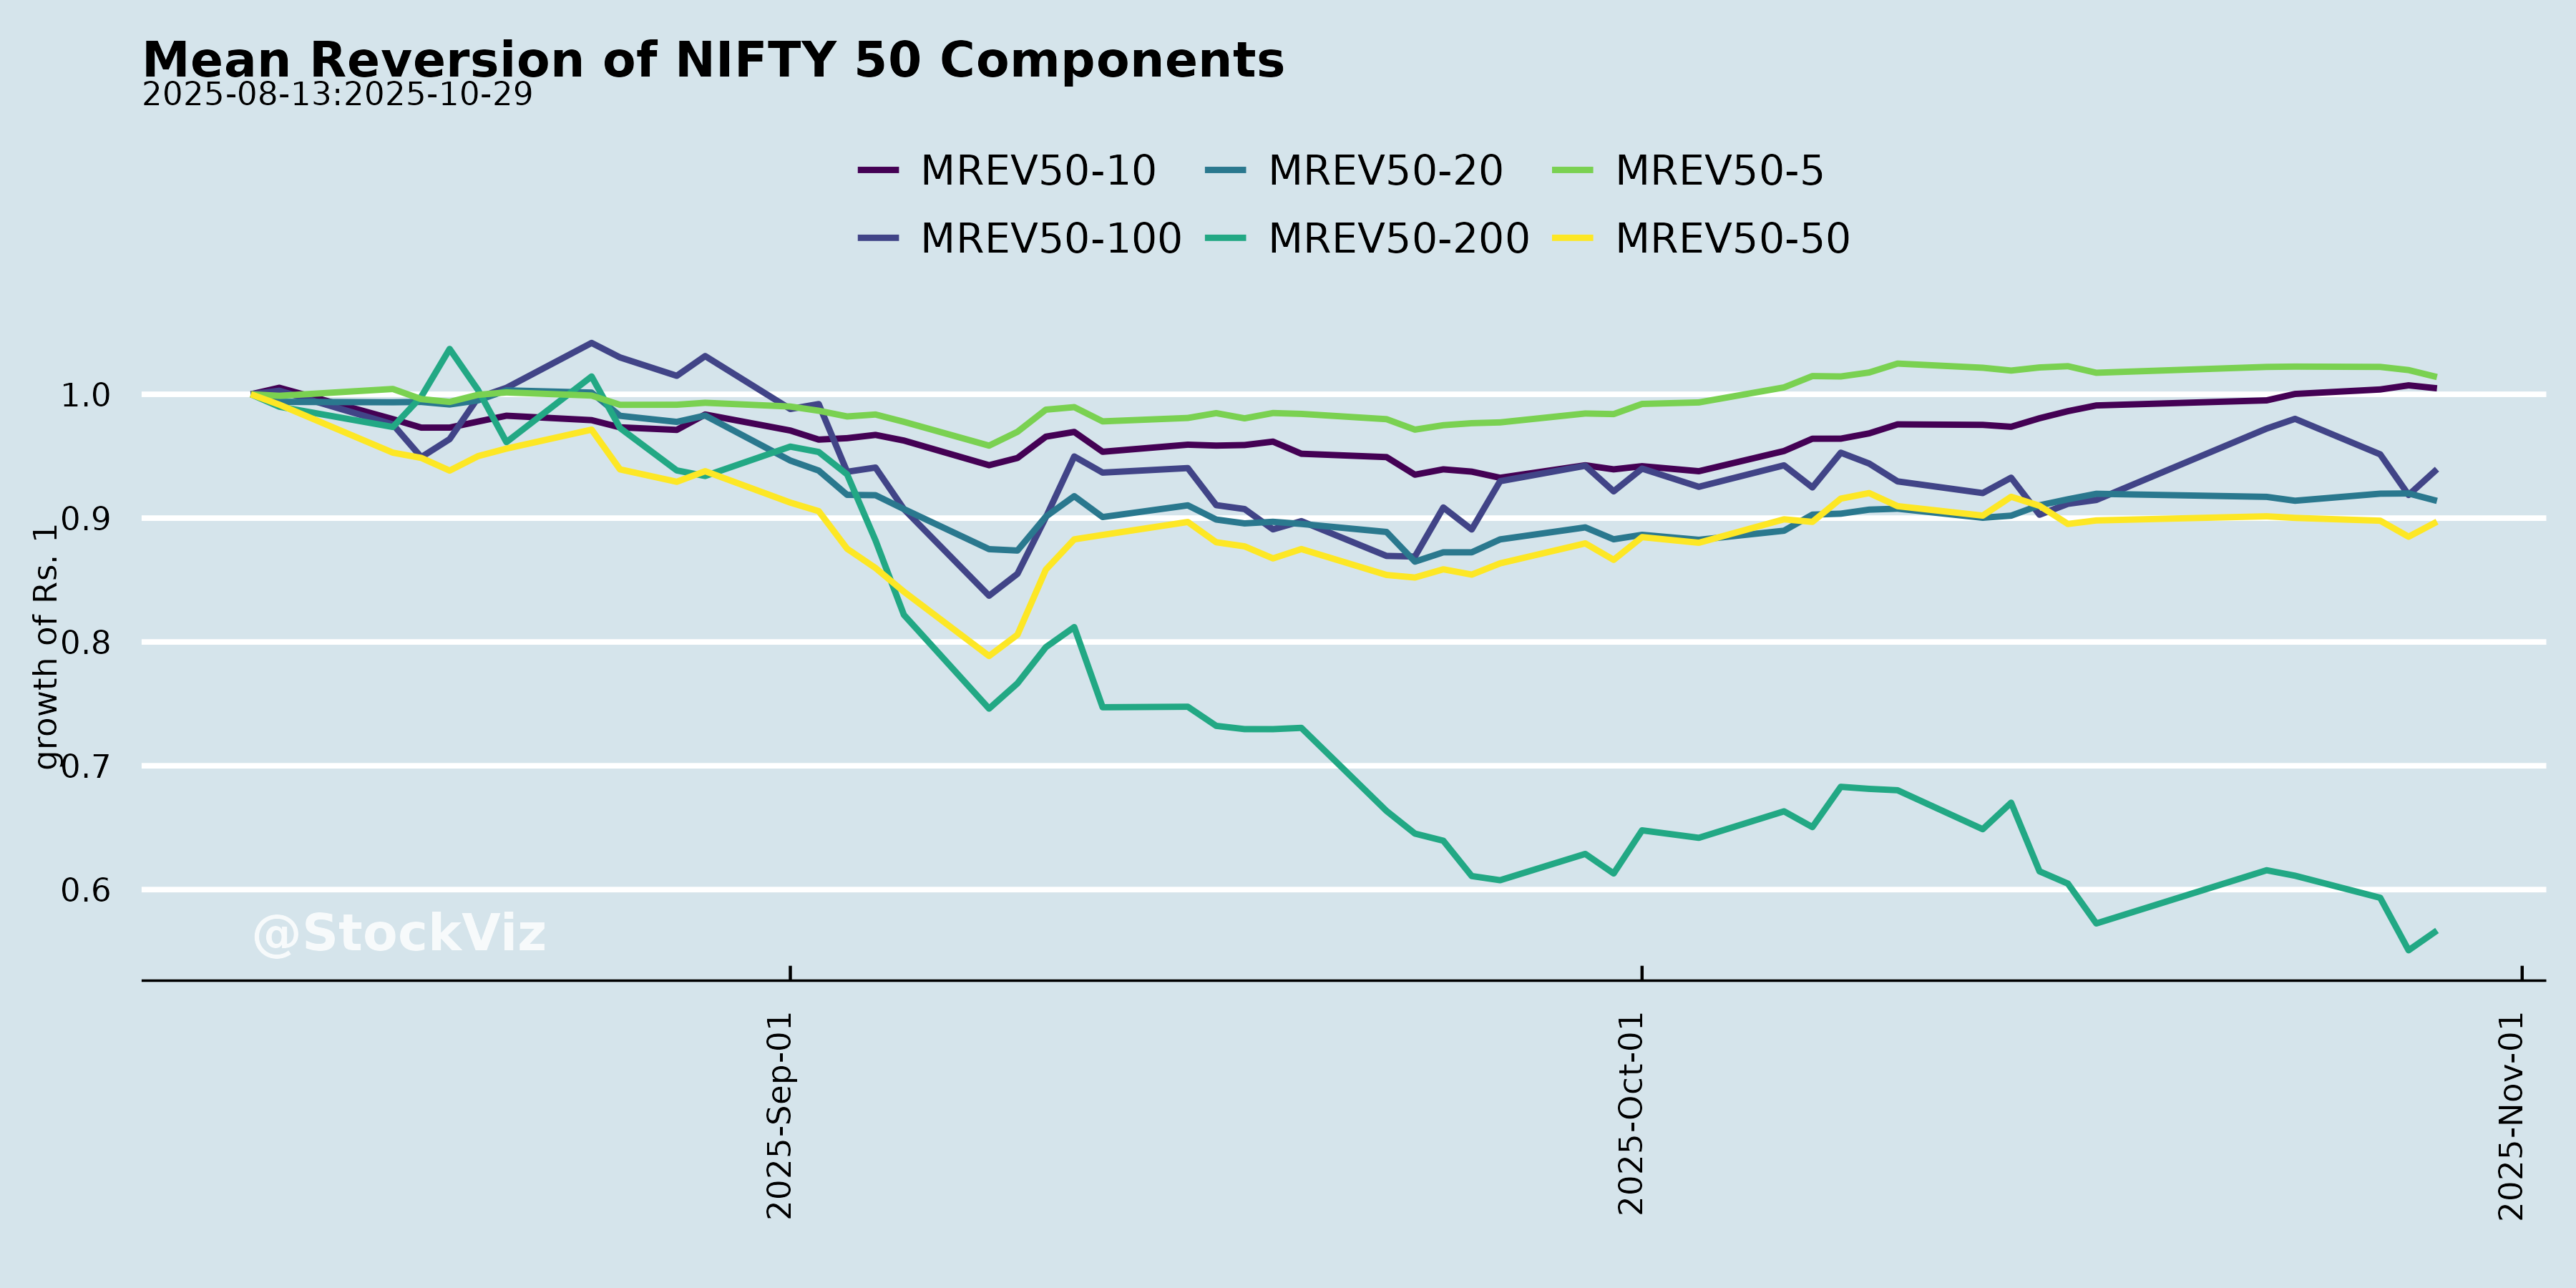 Mean Reversion of NIFTY 50 Components
2025-08-13:2025-10-29
MREV50-10 MREV50-20 MREV50-5
MREV50-100 MREV50-200 MREV50-50
growth of Rs. 1
1.0
0.9
0.8
0.7
0.6
@StockViz
2025-Sep-01
2025-Oct-01
2025-Nov-01